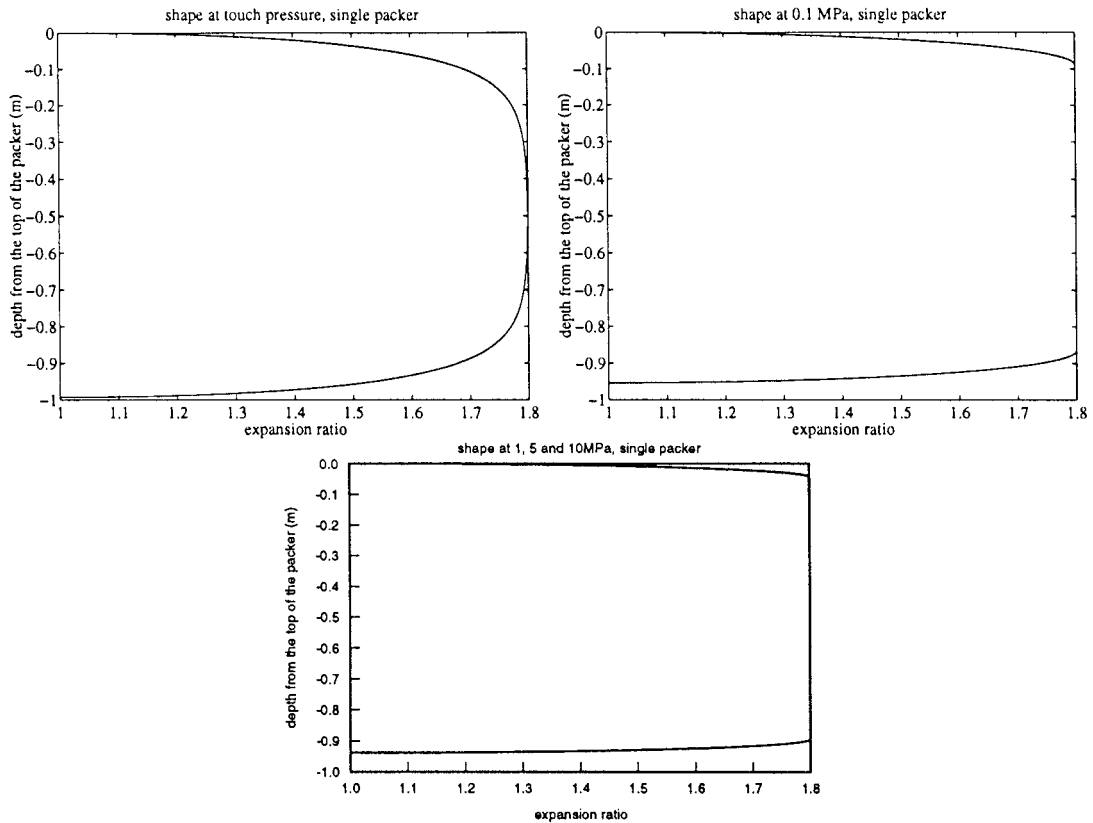 shape at touch pressure, single packer
0
−0.1
−0.2
−0.3
−0.4
−0.5
−0.6
−0.7
−0.8
−0.9
−1
depth from the top of the packer (m)
1 1.1 1.2 1.3 1.4 1.5 1.6 1.7 1.8
expansion ratio
shape at 0.1 MPa, single packer
0
−0.1
−0.2
−0.3
−0.4
−0.5
−0.6
−0.7
−0.8
−0.9
−1
depth from the top of the packer (m)
1 1.1 1.2 1.3 1.4 1.5 1.6 1.7 1.8
expansion ratio
shape at 1, 5 and 10MPa, single packer
0.0
-0.1
-0.2
-0.3
-0.4
-0.5
-0.6
-0.7
-0.8
-0.9
-1.0
depth from the top of the packer (m)
1.0 1.1 1.2 1.3 1.4 1.5 1.6 1.7 1.8
expansion ratio